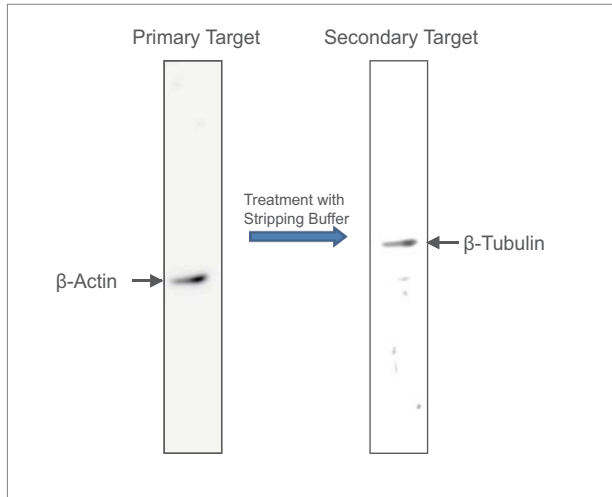 Primary Target
Secondary Target
Treatment with
Stripping Buffer
β-Tubulin
β-Actin